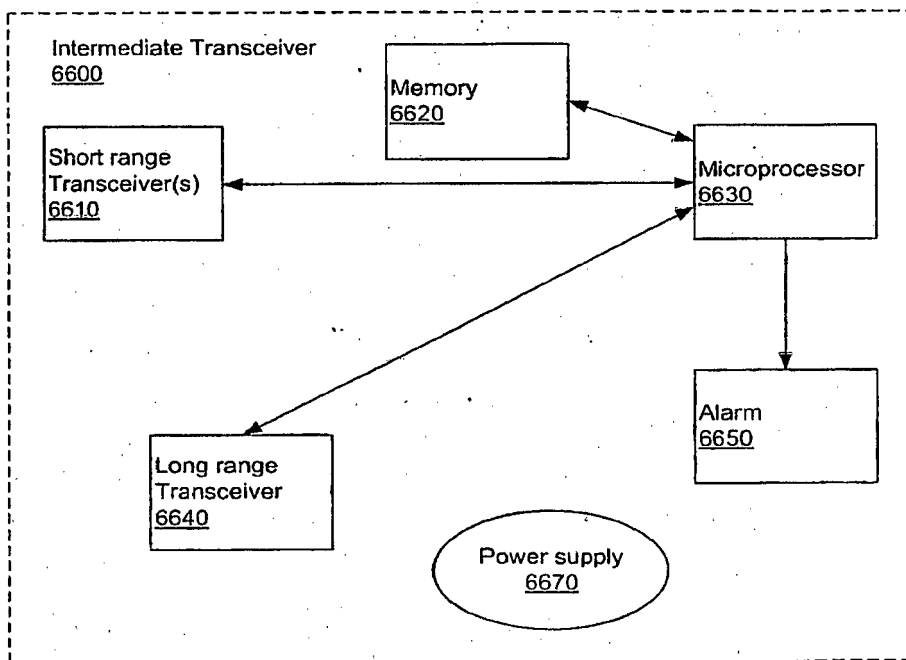 Intermediate Transceiver
6600
Memory
6620
Short range
Transceiver(s)
6610
Microprocessor
6630
Alarm
6650
Long range
Transceiver
6640
Power supply
6670